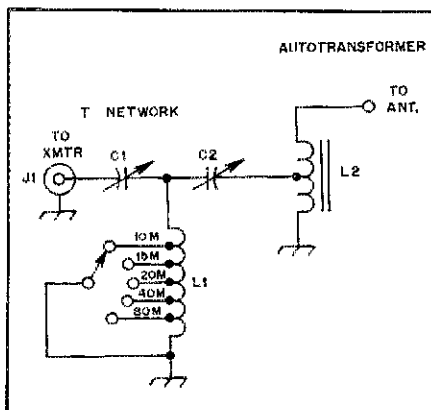 AUTOTRANSFORMER
TO
ANT.
T NETWORK
TO
XMTR
C1
C2
J1
L2
10M
15M
20M
40M
80M
L1